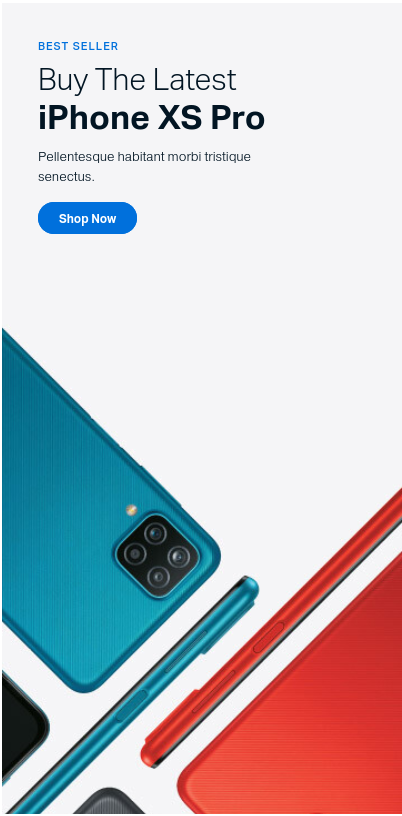 BEST SELLER
Buy The Latest
iPhone XS Pro
Pellentesque habitant morbi tristique
senectus.
Shop Now